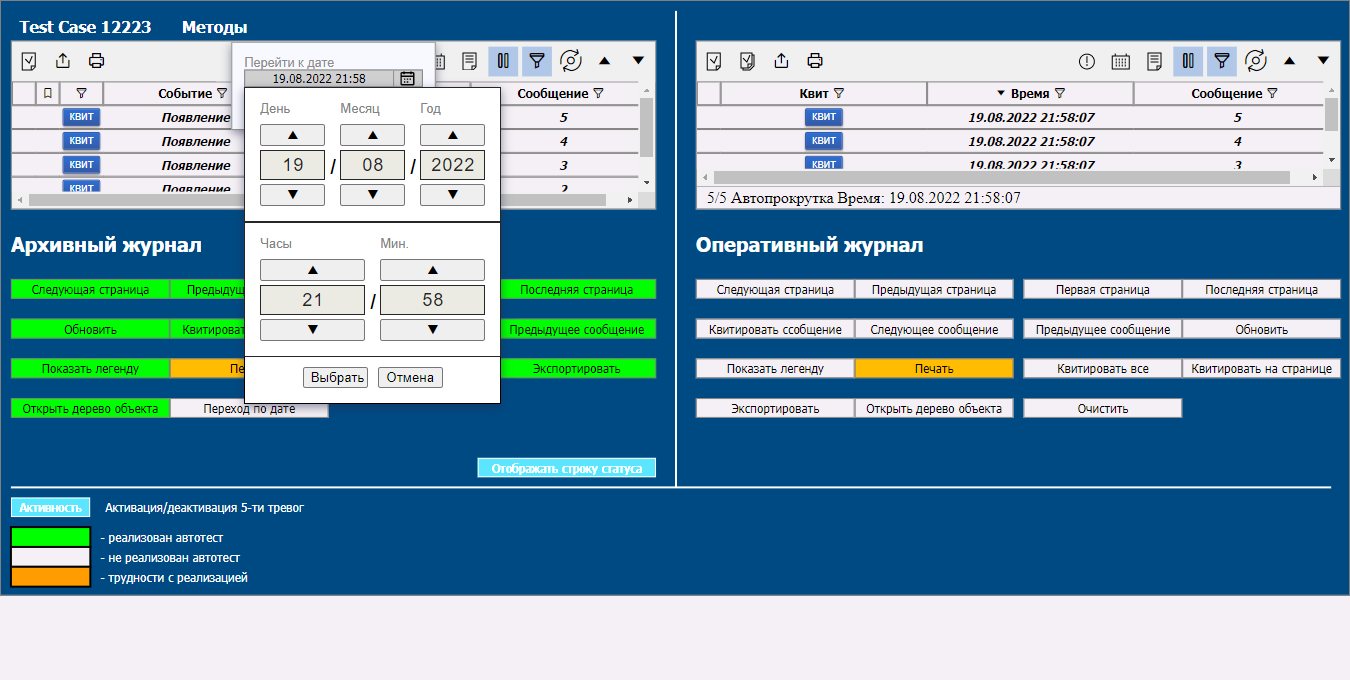 Test Case 12223 Методы
Перейти к дате
19.08.2022 21:58
Событие Сообщение
КВИТ Появление 5
КВИТ Появление 4
КВИТ Появление 3
КВИТ Появление 2
День Месяц Год
19 / 08 / 2022
Часы Мин.
21 / 58
Выбрать Отмена
Квит Время Сообщение
КВИТ 19.08.2022 21:58:07 5
КВИТ 19.08.2022 21:58:07 4
КВИТ 19.08.2022 21:58:07 3
5/5 Автопрокрутка Время: 19.08.2022 21:58:07
Архивный журнал
Следующая страница Предыдущ Последняя страница
Обновить Квитироват Предыдущее сообщение
Показать легенду Пе Экспортировать
Открыть дерево объекта Переход по дате
Отображать строку статуса
Оперативный журнал
Следующая страница Предыдущая страница Первая страница Последняя страница
Квитировать ссобщение Следующее сообщение Предыдущее сообщение Обновить
Показать легенду Печать Квитировать все Квитировать на странице
Экспортировать Открыть дерево объекта Очистить
Активность Активация/деактивация 5-ти тревог
- реализован автотест
- не реализован автотест
- трудности с реализацией